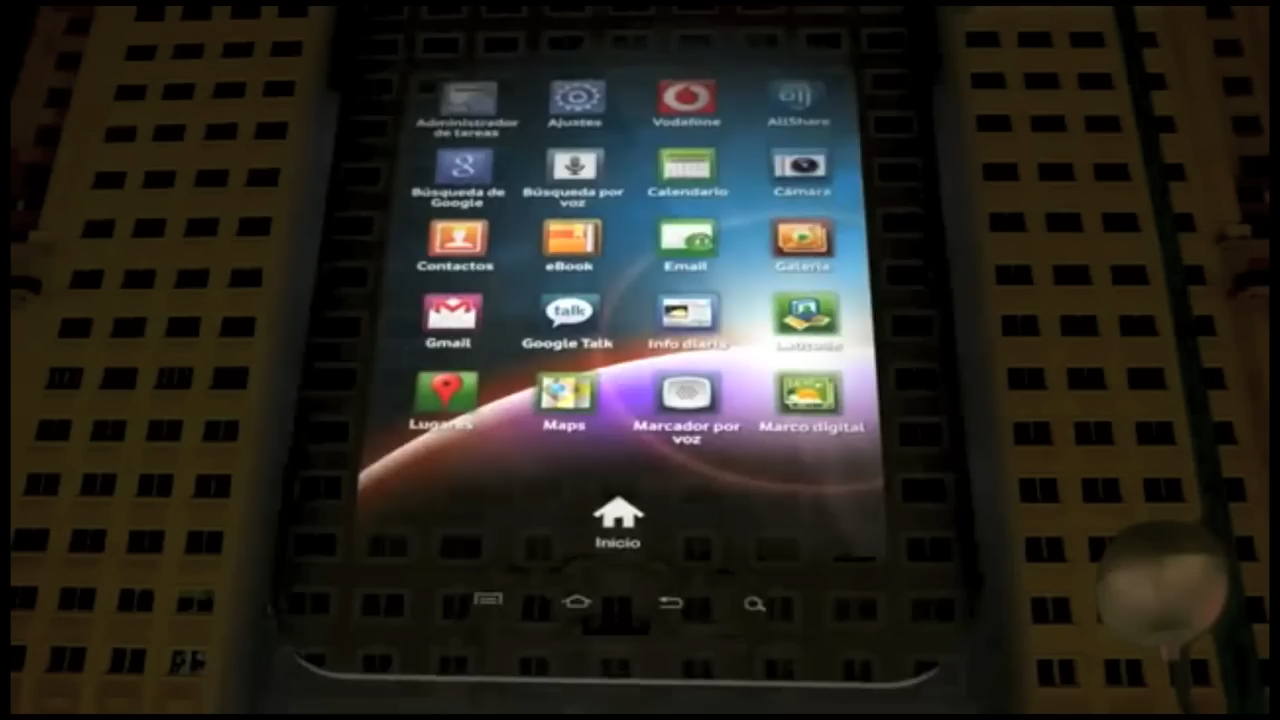 Administrador de tareas
Ajustes
Vodafone
AllShare
8
Búsqueda de Google
Búsqueda por voz
Calendario
Cámara
Contactos
eBook
Email
Galería
talk
Gmail
Google Talk
Info diaria
Latitude
Lugares
Maps
Marcador por voz
Marco digital
Inicio